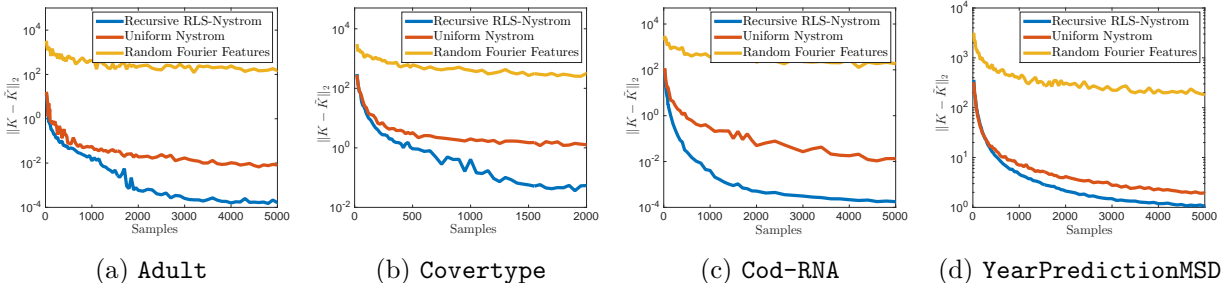 10^4
10^2
10^0
10^-2
10^-4
‖K − K̃‖_2
Recursive RLS-Nystrom
Uniform Nystrom
Random Fourier Features
0 1000 2000 3000 4000 5000
Samples
(a) Adult
10^4
10^2
10^0
10^-2
‖K − K̃‖_2
Recursive RLS-Nystrom
Uniform Nystrom
Random Fourier Features
0 500 1000 1500 2000
Samples
(b) Covertype
10^4
10^2
10^0
10^-2
10^-4
‖K − K̃‖_2
Recursive RLS-Nystrom
Uniform Nystrom
Random Fourier Features
0 1000 2000 3000 4000 5000
Samples
(c) Cod-RNA
10^4
10^3
10^2
10^1
10^0
‖K − K̃‖_2
Recursive RLS-Nystrom
Uniform Nystrom
Random Fourier Features
0 1000 2000 3000 4000 5000
Samples
(d) YearPredictionMSD